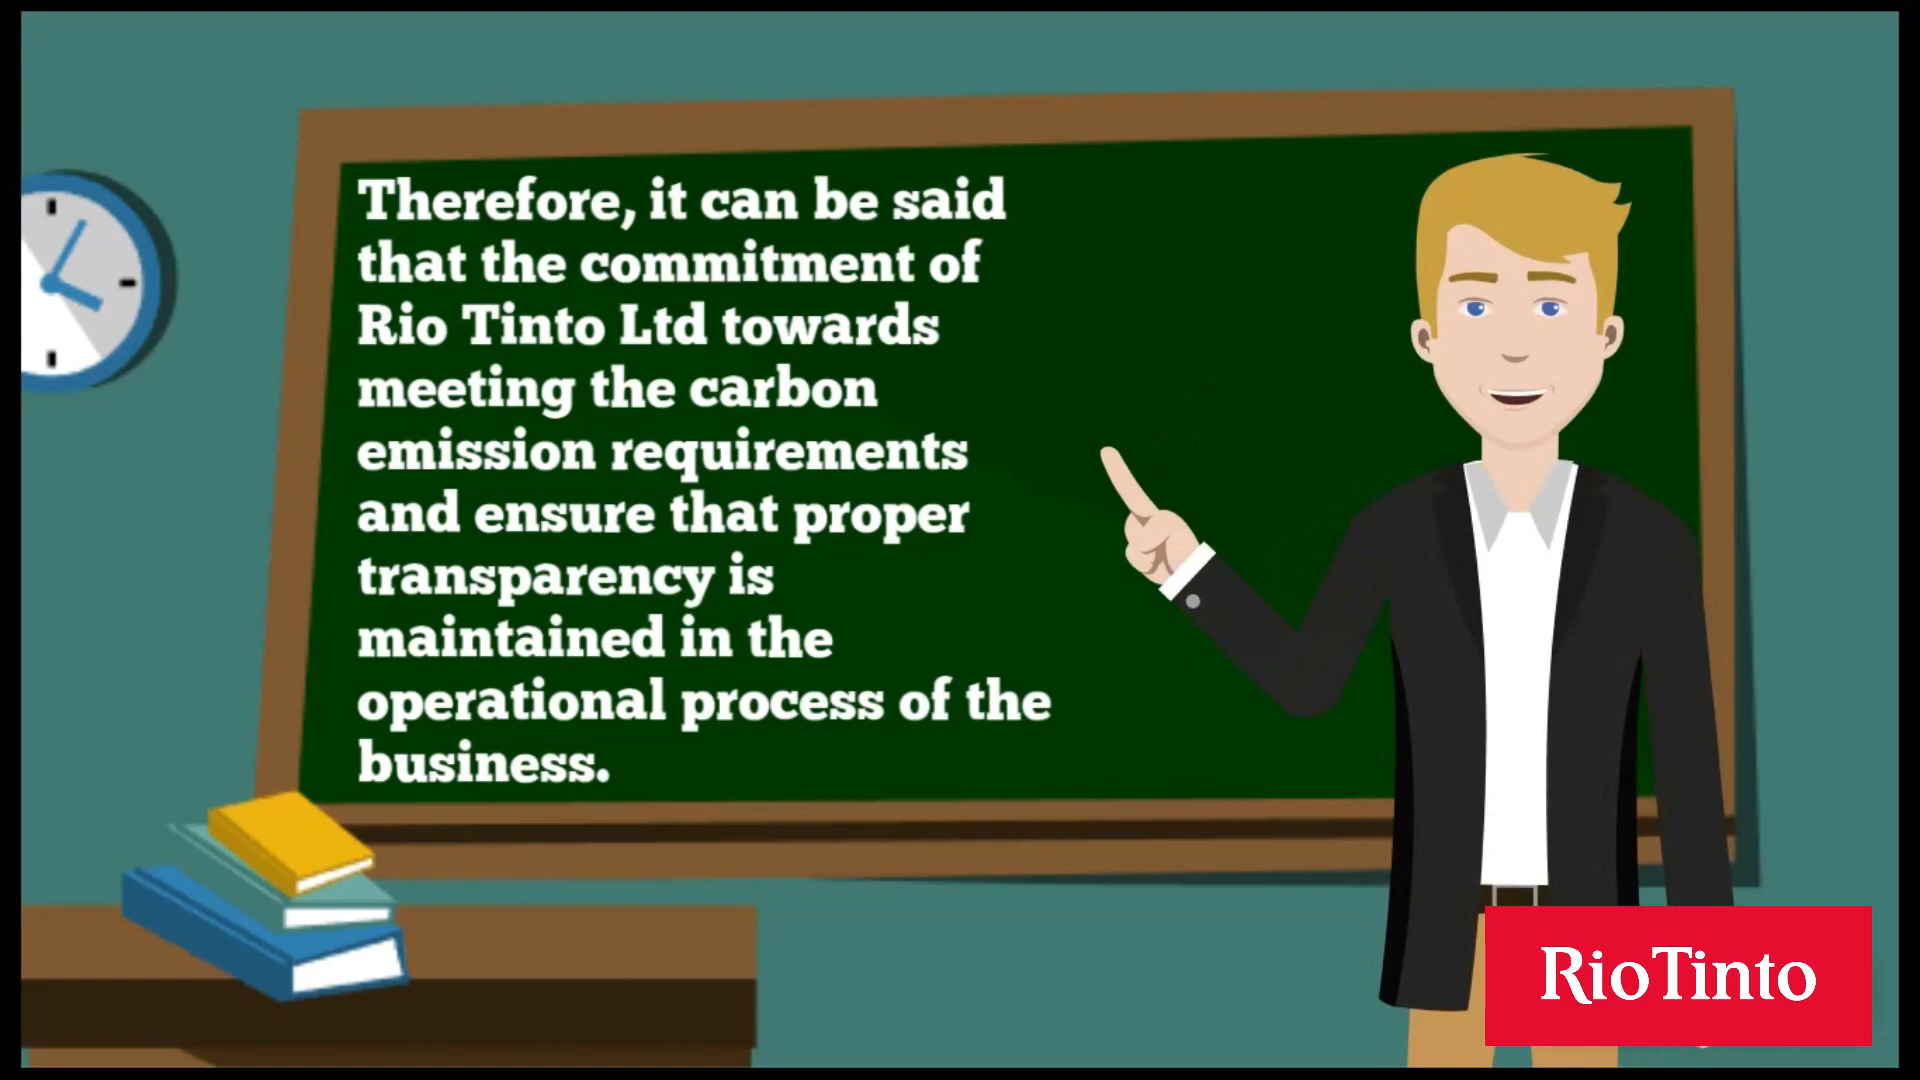 Therefore, it can be said
that the commitment of
Rio Tinto Ltd towards
meeting the carbon
emission requirements
and ensure that proper
transparency is
maintained in the
operational process of the
business.
RioTinto